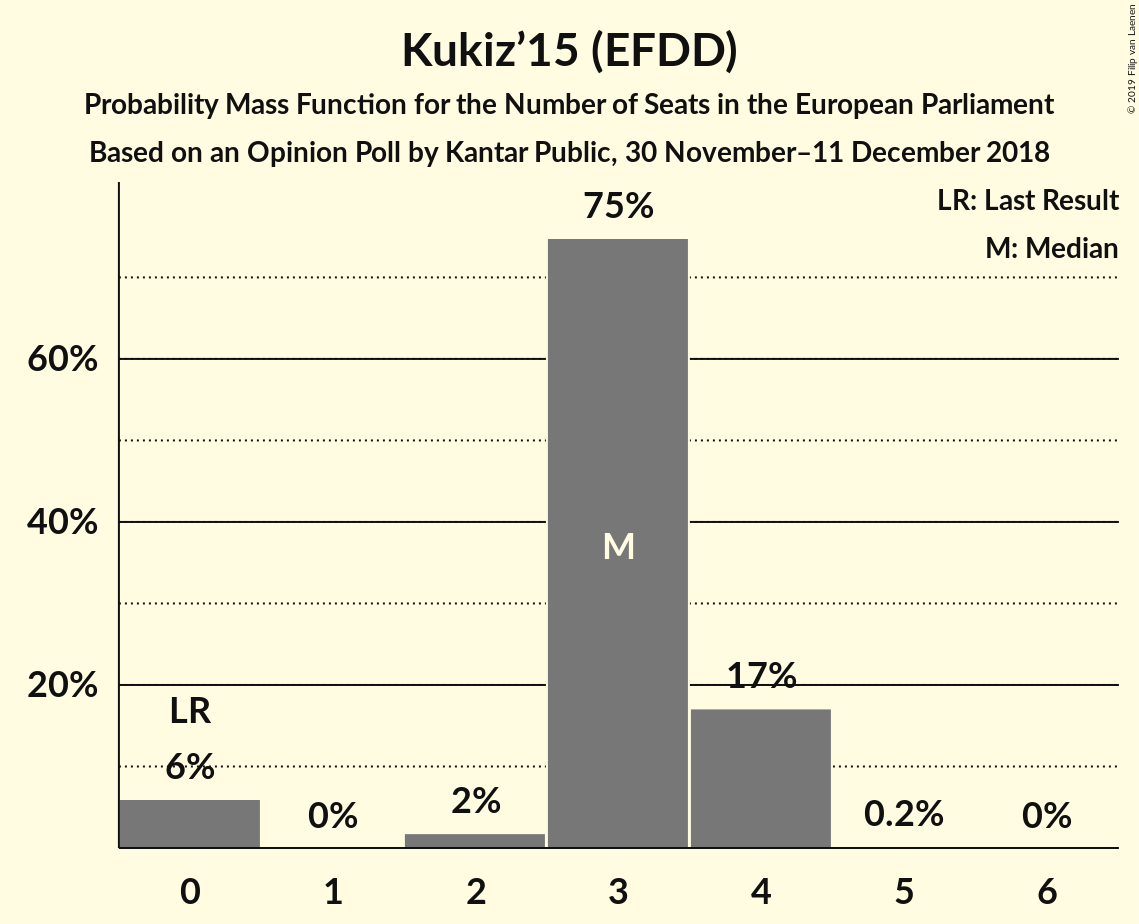 Kukiz’15 (EFDD)
Probability Mass Function for the Number of Seats in the European Parliament
Based on an Opinion Poll by Kantar Public, 30 November–11 December 2018
© 2019 Filip van Laenen
LR: Last Result
M: Median
75%
60%
40%
M
20%
17%
LR
6%
0%
2%
0.2%
0%
0 1 2 3 4 5 6